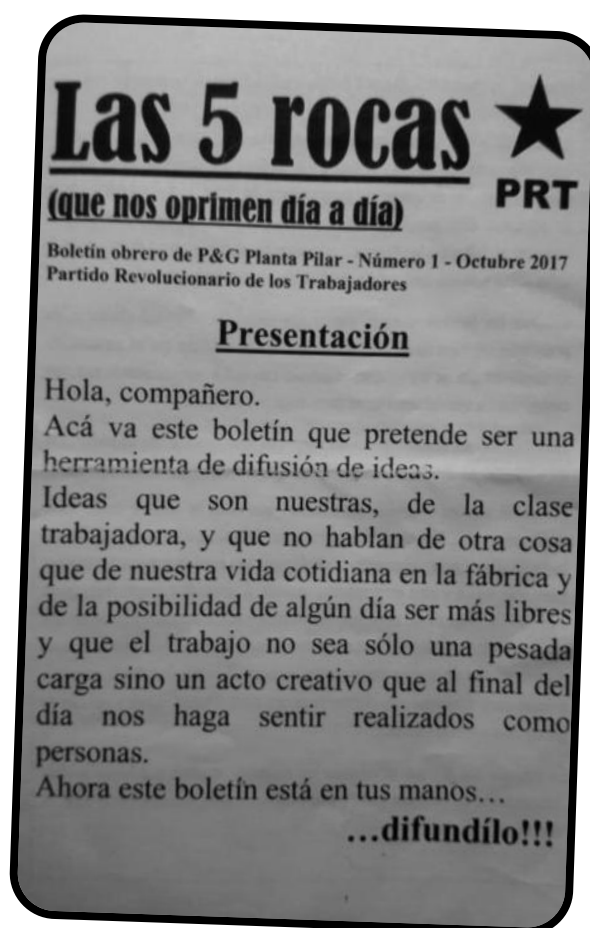 Las 5 rocas
PRT
(que nos oprimen día a día)
Boletín obrero de P&G Planta Pilar - Número 1 - Octubre 2017
Partido Revolucionario de los Trabajadores
Presentación
Hola, compañero.
Acá va este boletín que pretende ser una
herramienta de difusión de ideas.
Ideas que son nuestras, de la clase
trabajadora, y que no hablan de otra cosa
que de nuestra vida cotidiana en la fábrica y
de la posibilidad de algún día ser más libres
y que el trabajo no sea sólo una pesada
carga sino un acto creativo que al final del
día nos haga sentir realizados como
personas.
Ahora este boletín está en tus manos…
…difundílo!!!